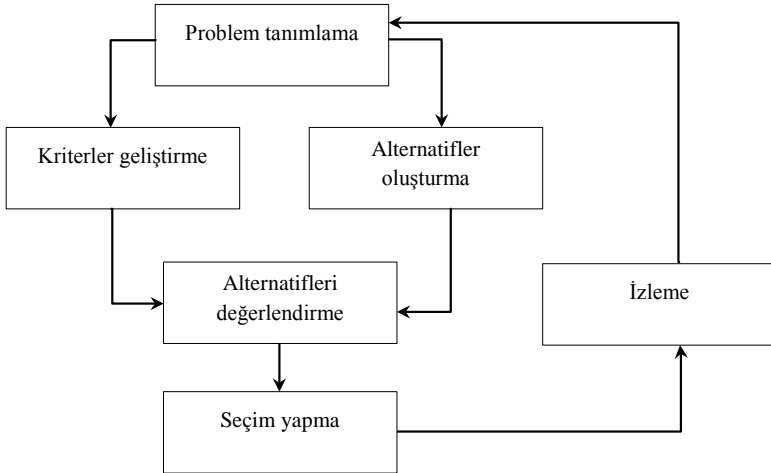 Problem tanımlama
Kriterler geliştirme
Alternatifler
oluşturma
Alternatifleri
değerlendirme
İzleme
Seçim yapma